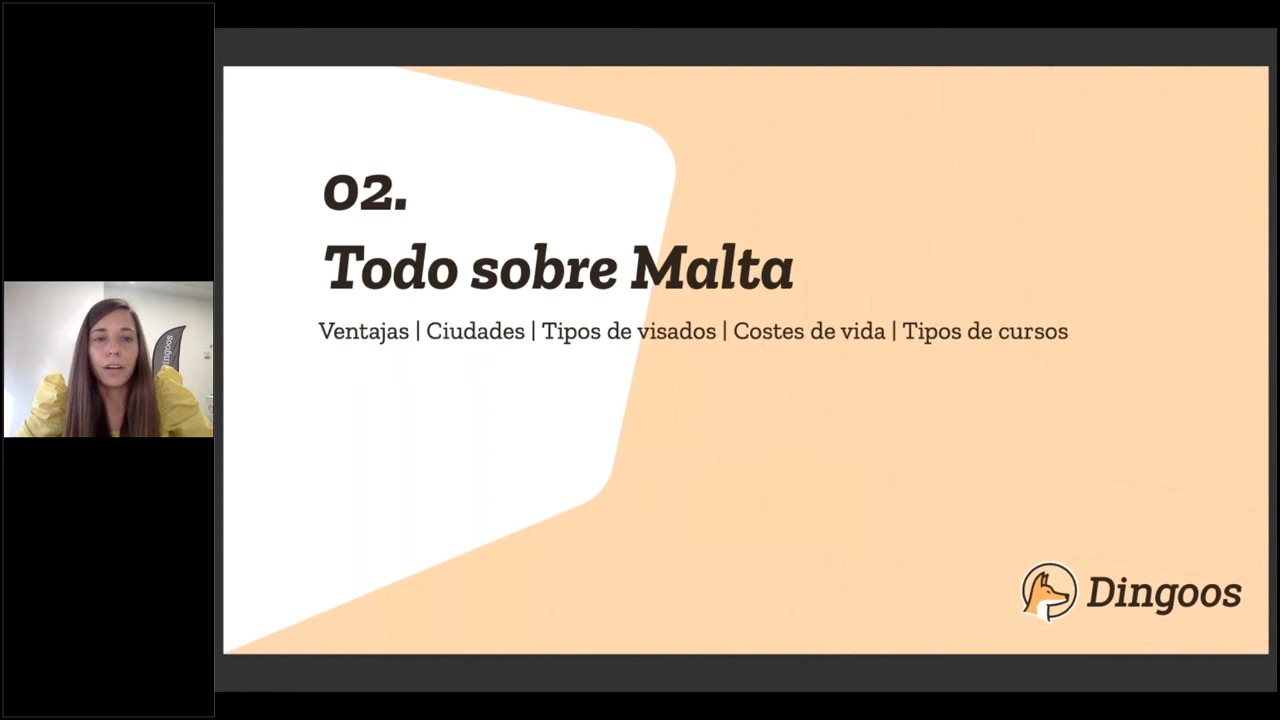 02.
Todo sobre Malta
Ventajas | Ciudades | Tipos de visados | Costes de vida | Tipos de cursos
Dingoos